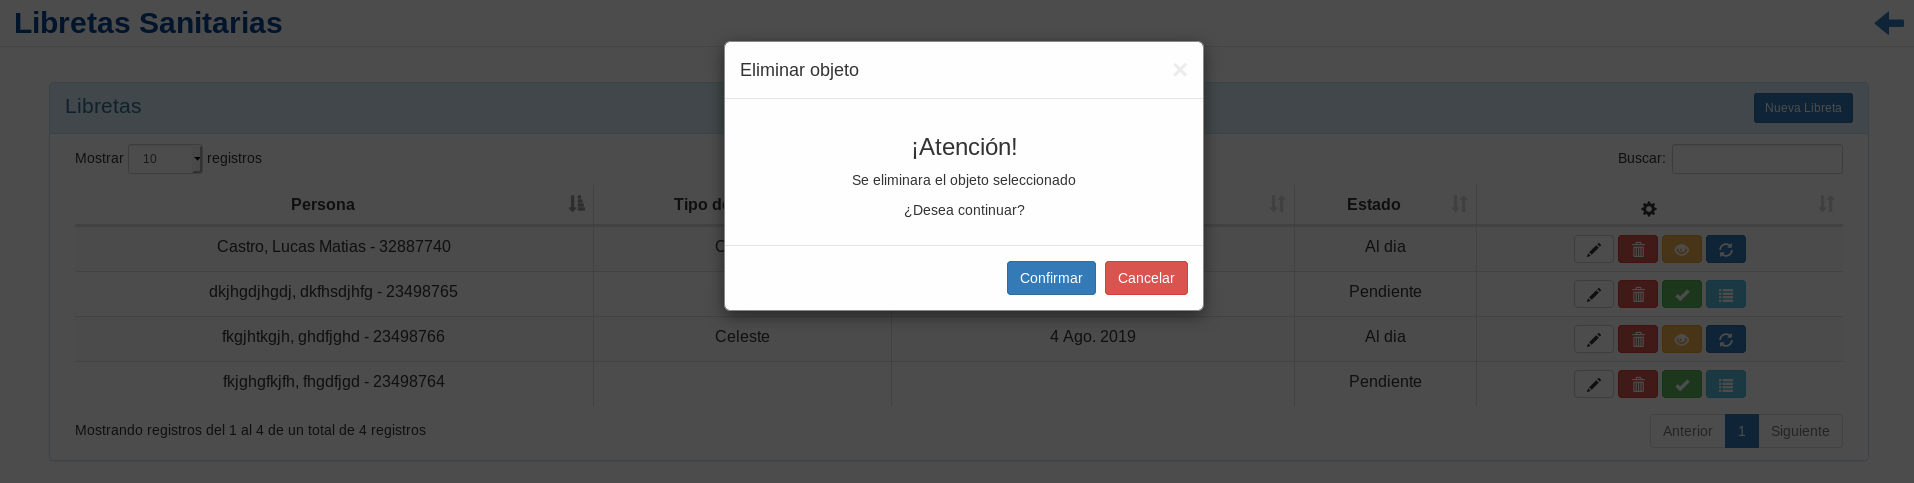 Libretas Sanitarias
Eliminar objeto
×
Libretas
Nueva Libreta
¡Atención!
Mostrar 10 registros
Buscar:
Se eliminara el objeto seleccionado
Persona
Tipo de
Estado
¿Desea continuar?
Castro, Lucas Matias - 32887740
C
Al dia
Confirmar
Cancelar
dkjhgdjhgdj, dkfhsdjhfg - 23498765
Pendiente
fkgjhtkgjh, ghdfjghd - 23498766
Celeste
4 Ago. 2019
Al dia
fkjghgfkjfh, fhgdfjgd - 23498764
Pendiente
Mostrando registros del 1 al 4 de un total de 4 registros
Anterior
1
Siguiente